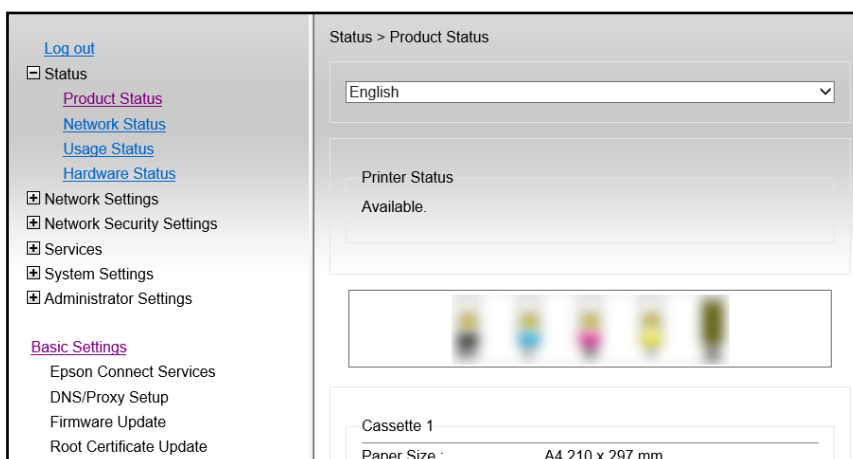 Log out
Status
Product Status
Network Status
Usage Status
Hardware Status
Network Settings
Network Security Settings
Services
System Settings
Administrator Settings
Basic Settings
Epson Connect Services
DNS/Proxy Setup
Firmware Update
Root Certificate Update
Status > Product Status
English
Printer Status
Available.
Cassette 1
Paper Size : A4 210 x 297 mm